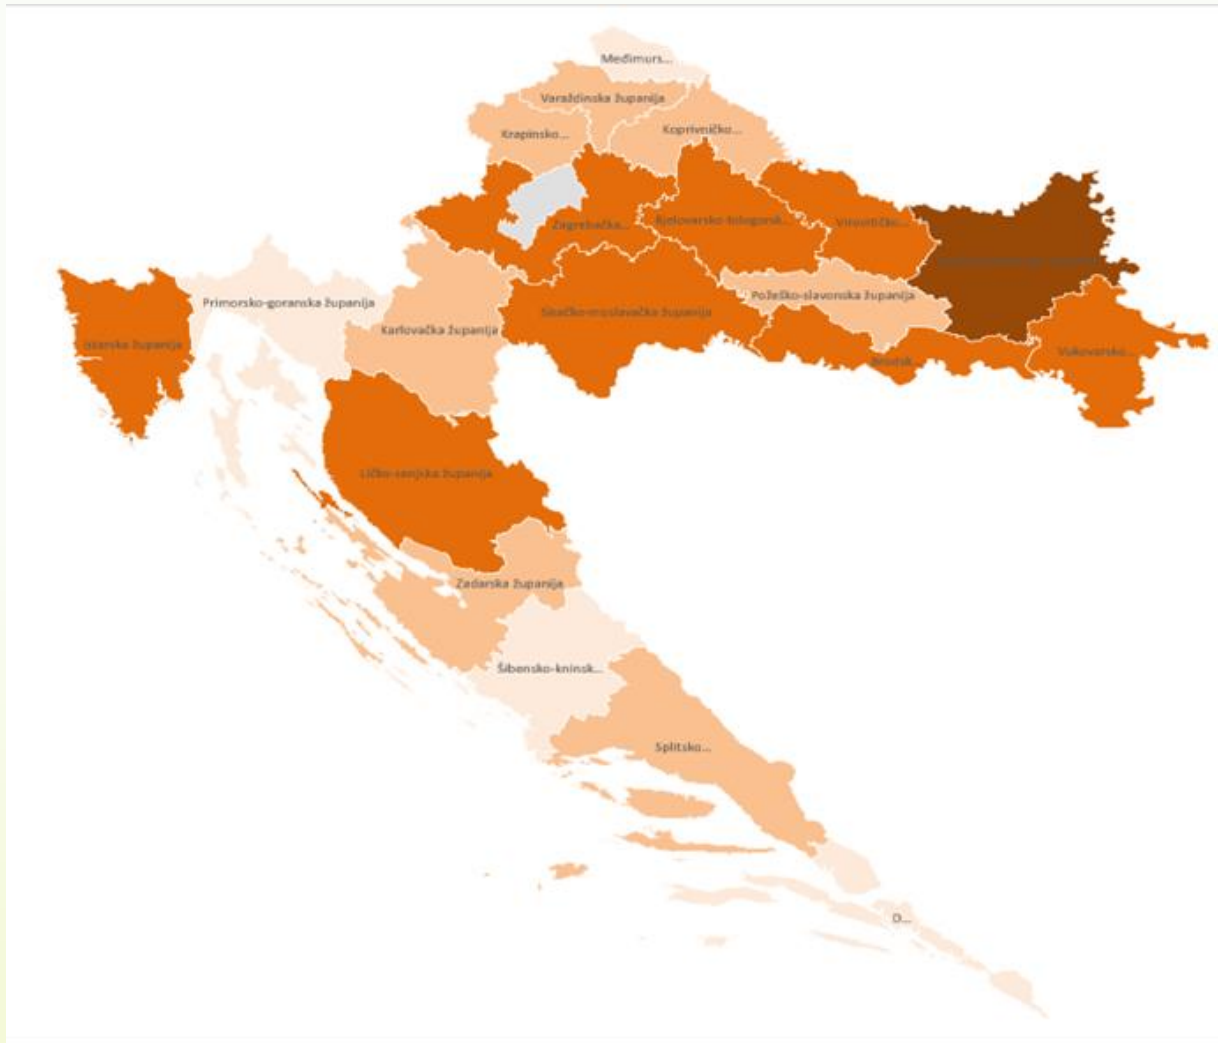 Međimurs...
Varaždinska županija
Krapinsko...
Koprivničko...
Zagrebačka...
Bjelovarsko-bilogorsk...
Virovitičko...
Požeško-slavonska županija
Primorsko-goranska županija
Sisačko-moslavačka županija
Karlovačka županija
Istarska županija
Vukovarsko...
Brodsk...
Ličko-senjska županija
Zadarska županija
Šibensko-kninsk...
Splitsko...
D...